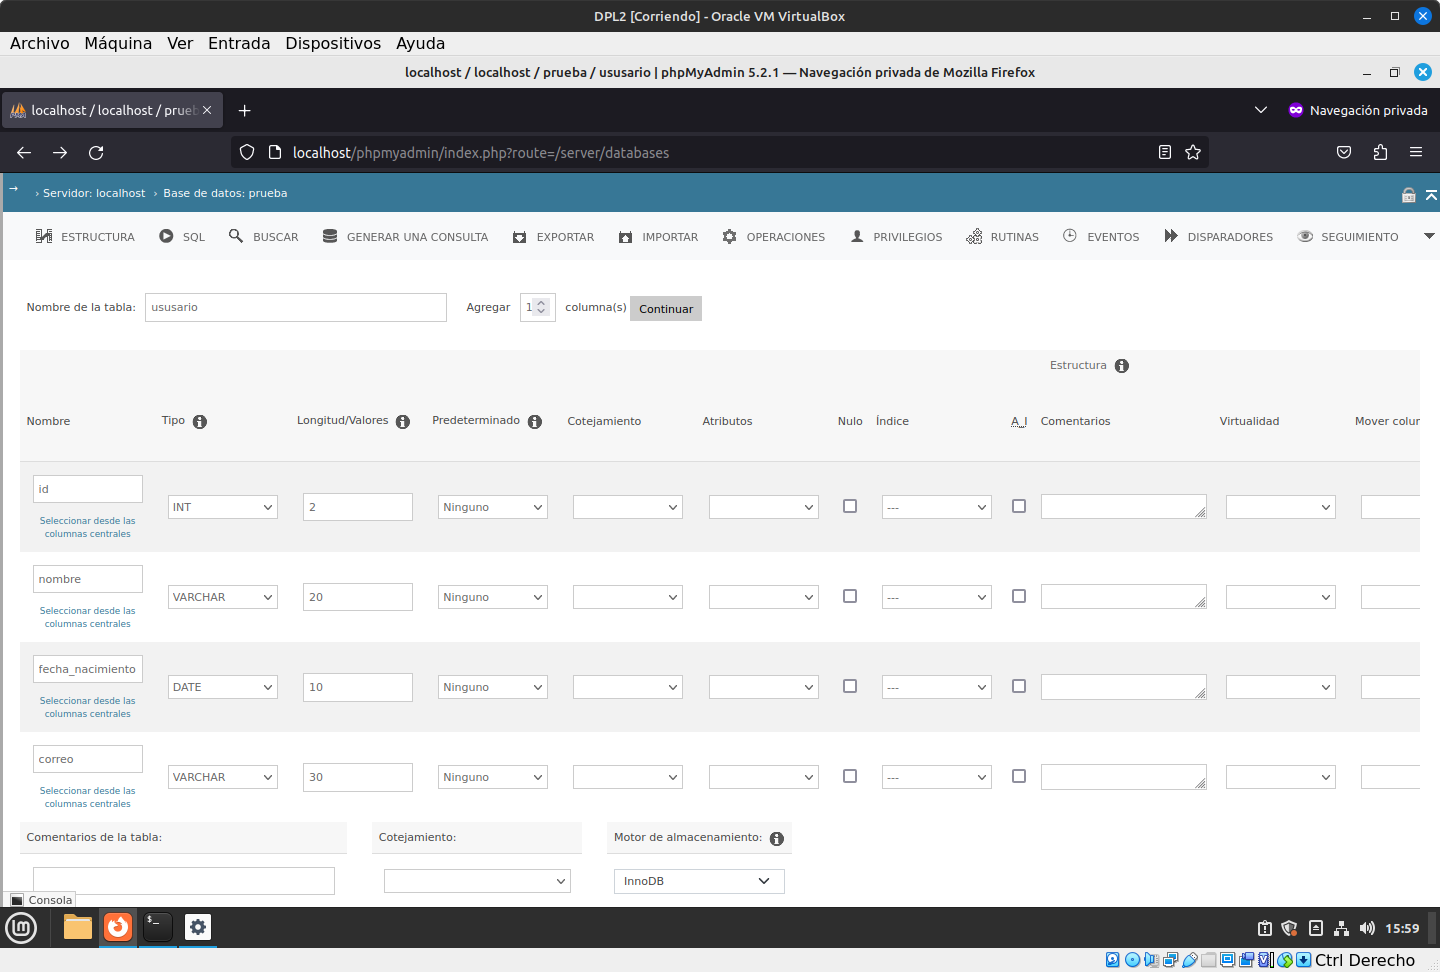 DPL2 [Corriendo] - Oracle VM VirtualBox
Archivo Máquina Ver Entrada Dispositivos Ayuda
localhost / localhost / prueba / ususario | phpMyAdmin 5.2.1 — Navegación privada de Mozilla Firefox
localhost / localhost / prueb
Navegación privada
localhost/phpmyadmin/index.php?route=/server/databases
› Servidor: localhost › Base de datos: prueba
ESTRUCTURA SQL BUSCAR GENERAR UNA CONSULTA EXPORTAR IMPORTAR OPERACIONES PRIVILEGIOS RUTINAS EVENTOS DISPARADORES SEGUIMIENTO
Nombre de la tabla: ususario Agregar 1 columna(s) Continuar
Estructura
Nombre Tipo Longitud/Valores Predeterminado Cotejamiento Atributos Nulo Índice A_I Comentarios Virtualidad Mover colum
id
INT 2 Ninguno ---
Seleccionar desde las
columnas centrales
nombre
VARCHAR 20 Ninguno ---
Seleccionar desde las
columnas centrales
fecha_nacimiento
DATE 10 Ninguno ---
Seleccionar desde las
columnas centrales
correo
VARCHAR 30 Ninguno ---
Seleccionar desde las
columnas centrales
Comentarios de la tabla: Cotejamiento: Motor de almacenamiento:
InnoDB
Consola
15:59
Ctrl Derecho